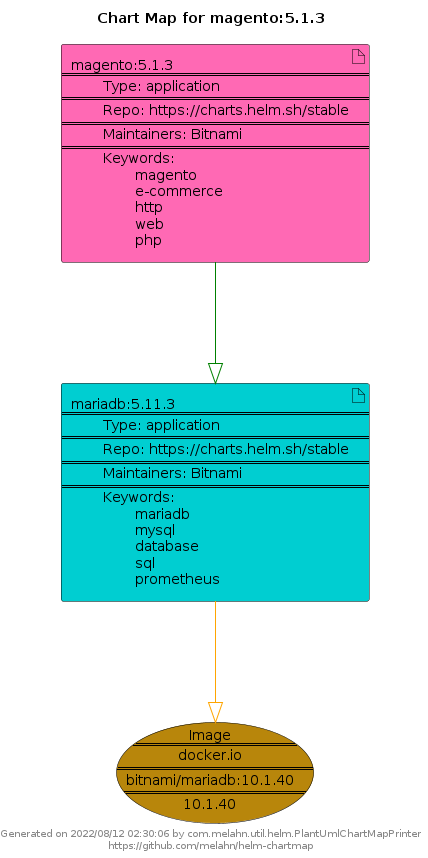 Chart Map for magento:5.1.3
magento:5.1.3
Type: application
Repo: https://charts.helm.sh/stable
Maintainers: Bitnami
Keywords:
magento
e-commerce
http
web
php
mariadb:5.11.3
Type: application
Repo: https://charts.helm.sh/stable
Maintainers: Bitnami
Keywords:
mariadb
mysql
database
sql
prometheus
Image
docker.io
bitnami/mariadb:10.1.40
10.1.40
Generated on 2022/08/12 02:30:06 by com.melahn.util.helm.PlantUmlChartMapPrinter
https://github.com/melahn/helm-chartmap